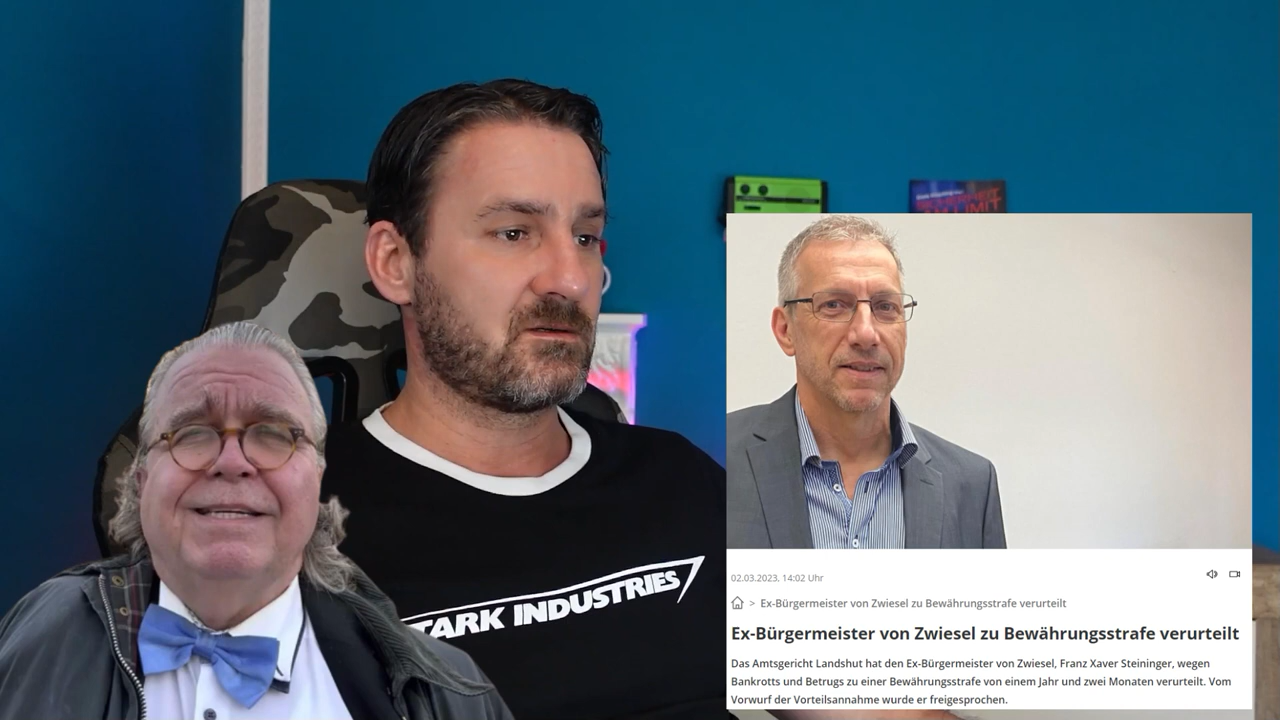 STARK INDUSTRIES
02.03.2023, 14:02 Uhr
> Ex-Bürgermeister von Zwiesel zu Bewährungsstrafe verurteilt
Ex-Bürgermeister von Zwiesel zu Bewährungsstrafe verurteilt
Das Amtsgericht Landshut hat den Ex-Bürgermeister von Zwiesel, Franz Xaver Steininger, wegen
Bankrotts und Betrugs zu einer Bewährungsstrafe von einem Jahr und zwei Monaten verurteilt. Vom
Vorwurf der Vorteilsannahme wurde er freigesprochen.